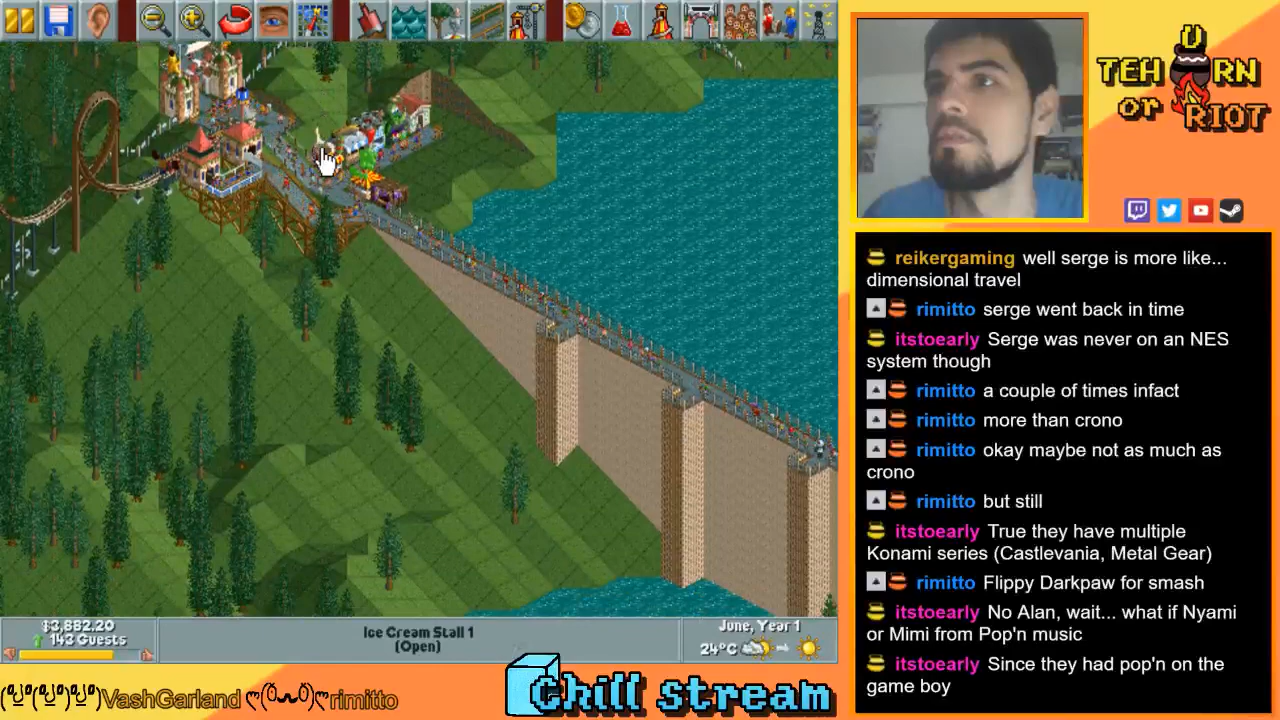 TEH U RN
or RIOT
reikergaming well serge is more like...
dimensional travel
rimitto serge went back in time
itstoearly Serge was never on an NES
system though
rimitto a couple of times infact
rimitto more than crono
rimitto okay maybe not as much as
crono
rimitto but still
itstoearly True they have multiple
Konami series (Castlevania, Metal Gear)
rimitto Flippy Darkpaw for smash
itstoearly No Alan, wait... what if Nyami
or Mimi from Pop'n music
itstoearly Since they had pop'n on the
game boy
$3,882.20
143 Guests
Ice Cream Stall 1
(Open)
June, Year 1
24°C
VashGarland
rimitto
Chill stream